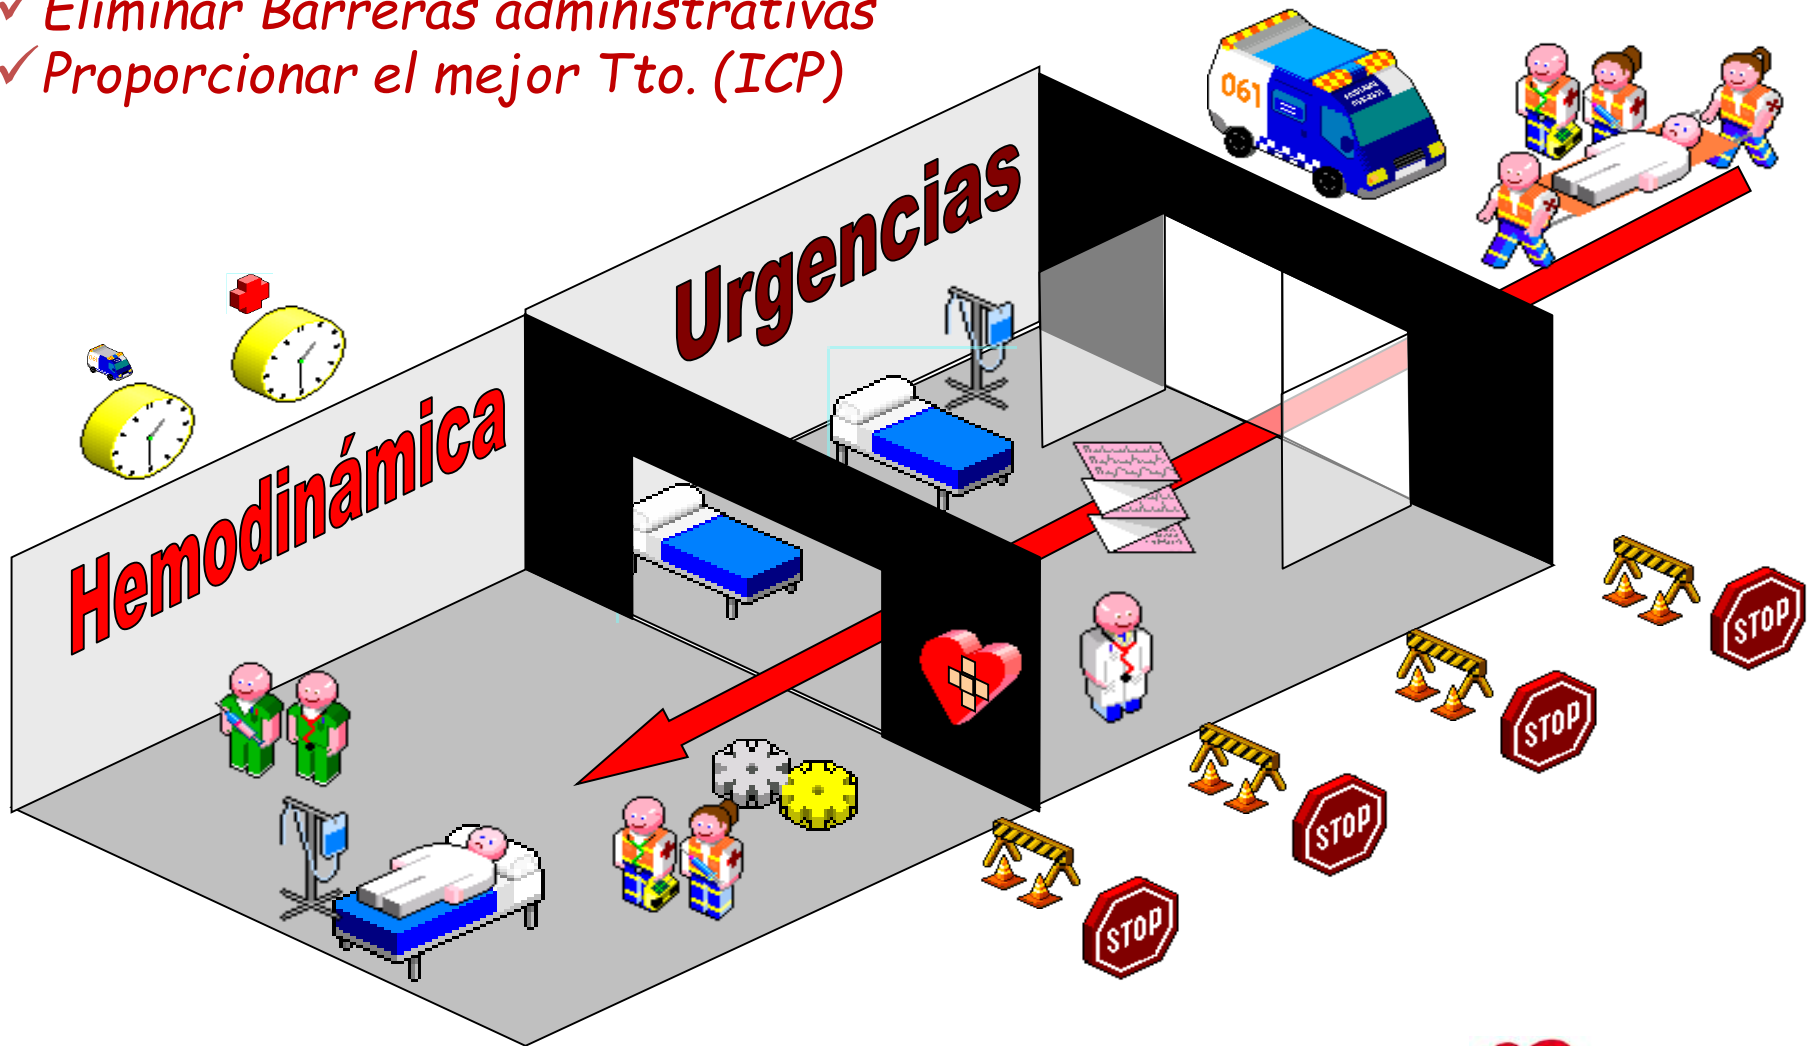 ✓ Eliminar Barreras administrativas
✓ Proporcionar el mejor Tto. (ICP)
061
Urgencias
Hemodinámica
STOP
STOP
STOP
STOP